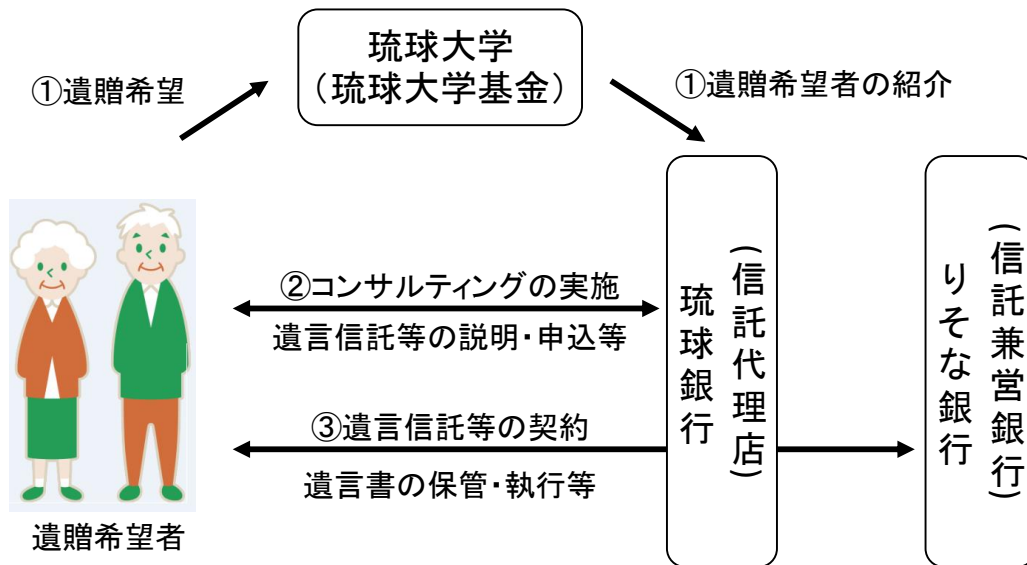 琉球大学
（琉球大学基金）
①遺贈希望
①遺贈希望者の紹介
②コンサルティングの実施
遺言信託等の説明・申込等
③遺言信託等の契約
遺言書の保管・執行等
遺贈希望者
（信託代理店）
琉球銀行
（信託兼営銀行）
りそな銀行